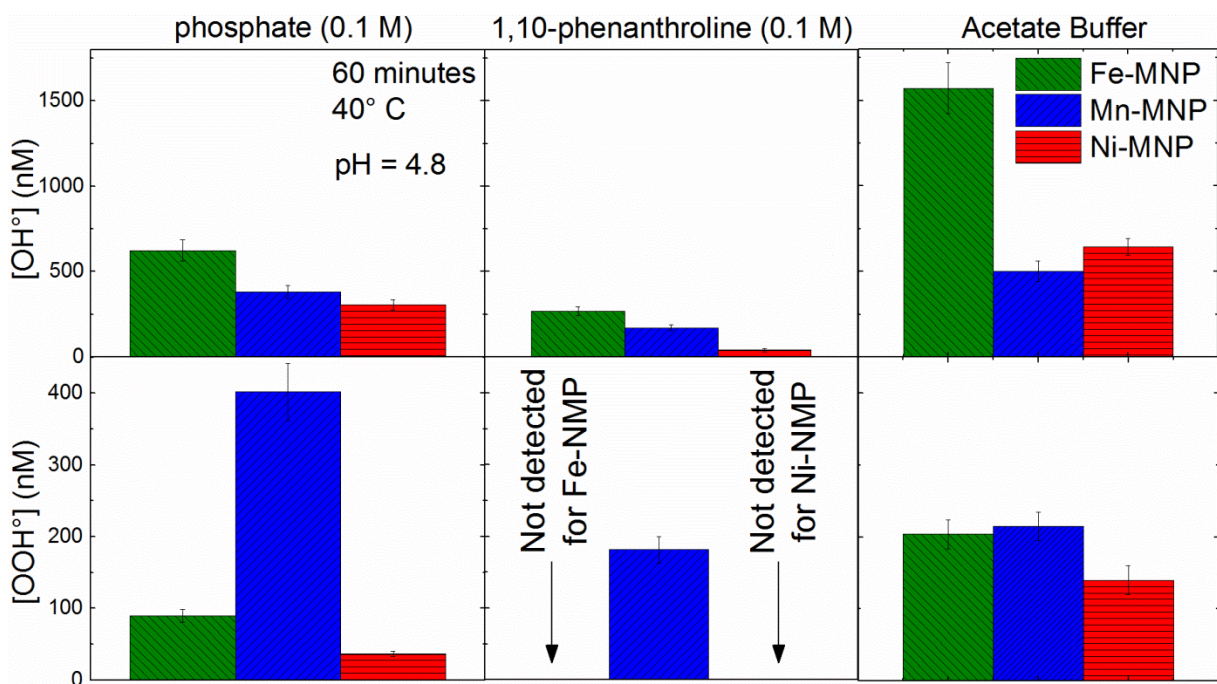 phosphate (0.1 M)
1,10-phenanthroline (0.1 M)
Acetate Buffer
60 minutes
40° C
pH = 4.8
Fe-MNP
Mn-MNP
Ni-MNP
[OH°] (nM)
1500
1000
500
0
[OOH°] (nM)
400
300
200
100
0
Not detected
for Fe-NMP
Not detected
for Ni-NMP